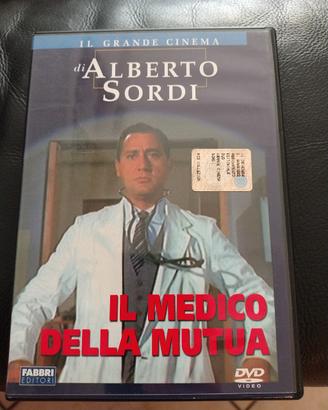 IL GRANDE CINEMA
di ALBERTO
SORDI
IL MEDICO
DELLA MUTUA
FABBRI
EDITORI
DVD
VIDEO